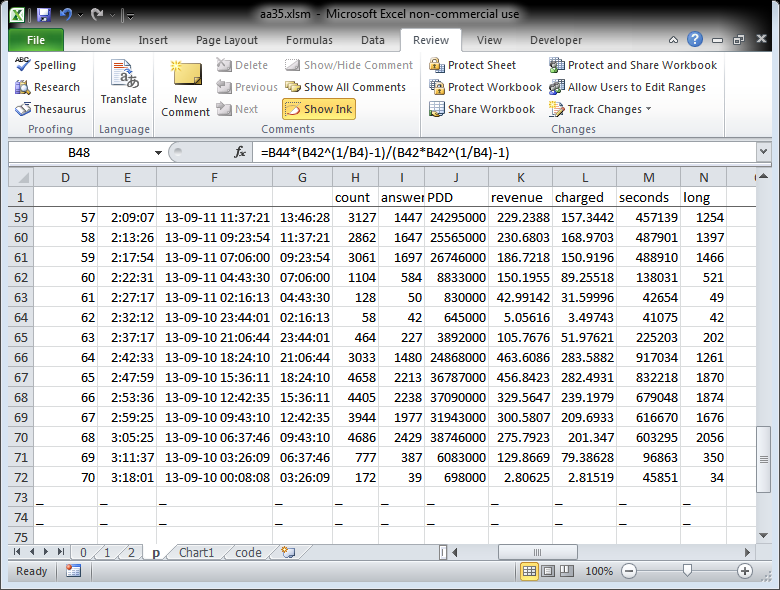 aa35.xlsm - Microsoft Excel non-commercial use
File Home Insert Page Layout Formulas Data Review View Developer
Spelling
Research
Thesaurus
Proofing
Translate
Language
New Comment
Delete
Previous
Next
Show/Hide Comment
Show All Comments
Show Ink
Comments
Protect Sheet
Protect Workbook
Share Workbook
Protect and Share Workbook
Allow Users to Edit Ranges
Track Changes
Changes
B48 fx =B44*(B42^(1/B4)-1)/(B42*B42^(1/B4)-1)
D E F G H I J K L M N
1 count answer PDD revenue charged seconds long
59 57 2:09:07 13-09-11 11:37:21 13:46:28 3127 1447 24295000 229.2388 157.3442 457139 1254
60 58 2:13:26 13-09-11 09:23:54 11:37:21 2862 1647 25565000 230.6803 168.9703 487901 1397
61 59 2:17:54 13-09-11 07:06:00 09:23:54 3061 1697 26746000 186.7218 150.9196 488910 1466
62 60 2:22:31 13-09-11 04:43:30 07:06:00 1104 584 8833000 150.1955 89.25518 138031 521
63 61 2:27:17 13-09-11 02:16:13 04:43:30 128 50 830000 42.99142 31.59996 42654 49
64 62 2:32:12 13-09-10 23:44:01 02:16:13 58 42 645000 5.05616 3.49743 41075 42
65 63 2:37:17 13-09-10 21:06:44 23:44:01 464 227 3892000 105.7676 51.97621 225203 202
66 64 2:42:33 13-09-10 18:24:10 21:06:44 3033 1480 24868000 463.6086 283.5882 917034 1261
67 65 2:47:59 13-09-10 15:36:11 18:24:10 4658 2213 36787000 456.8423 282.4931 832218 1870
68 66 2:53:36 13-09-10 12:42:35 15:36:11 4405 2238 37090000 329.5647 239.1979 679048 1874
69 67 2:59:25 13-09-10 09:43:10 12:42:35 3944 1977 31943000 300.5807 209.6933 616670 1676
70 68 3:05:25 13-09-10 06:37:46 09:43:10 4686 2429 38746000 275.7923 201.347 603295 2056
71 69 3:11:37 13-09-10 03:26:09 06:37:46 777 387 6083000 129.8669 79.38628 96863 350
72 70 3:18:01 13-09-10 00:08:08 03:26:09 172 39 698000 2.80625 2.81519 45851 34
73 _ _ _ _ _ _ _ _ _ _ _
74 _ _ _ _ _ _ _ _ _ _ _
75
0 1 2 p Chart1 code
Ready 100%